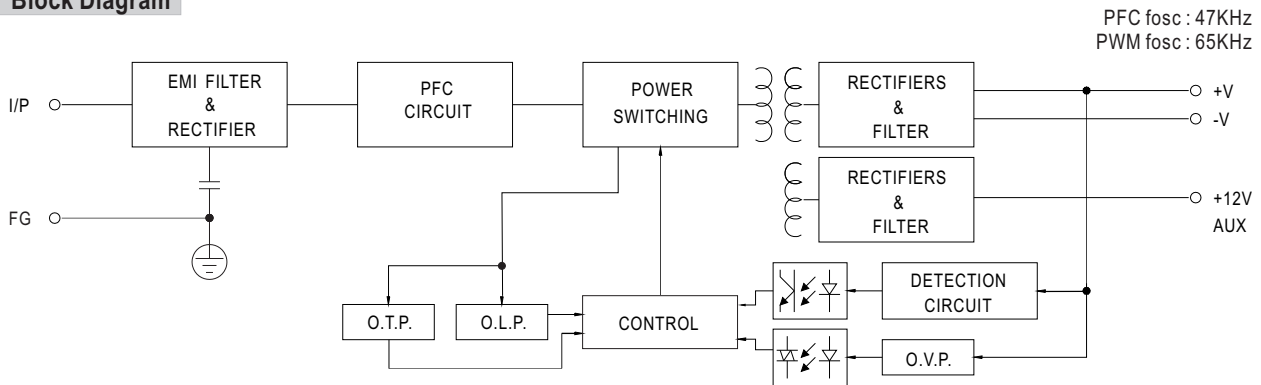 Block Diagram
PFC fosc : 47KHz
PWM fosc : 65KHz
I/P
EMI FILTER
&
RECTIFIER
PFC
CIRCUIT
POWER
SWITCHING
RECTIFIERS
&
FILTER
+V
-V
RECTIFIERS
&
FILTER
+12V
AUX
FG
DETECTION
CIRCUIT
O.T.P.
O.L.P.
CONTROL
O.V.P.